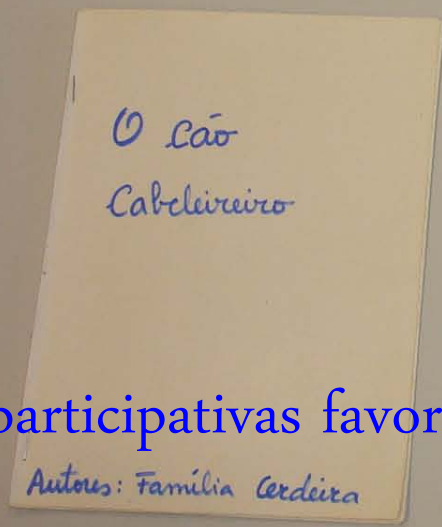 O Cão
Cabeleireiro
participativas favor
Autores: Família Cerdeira